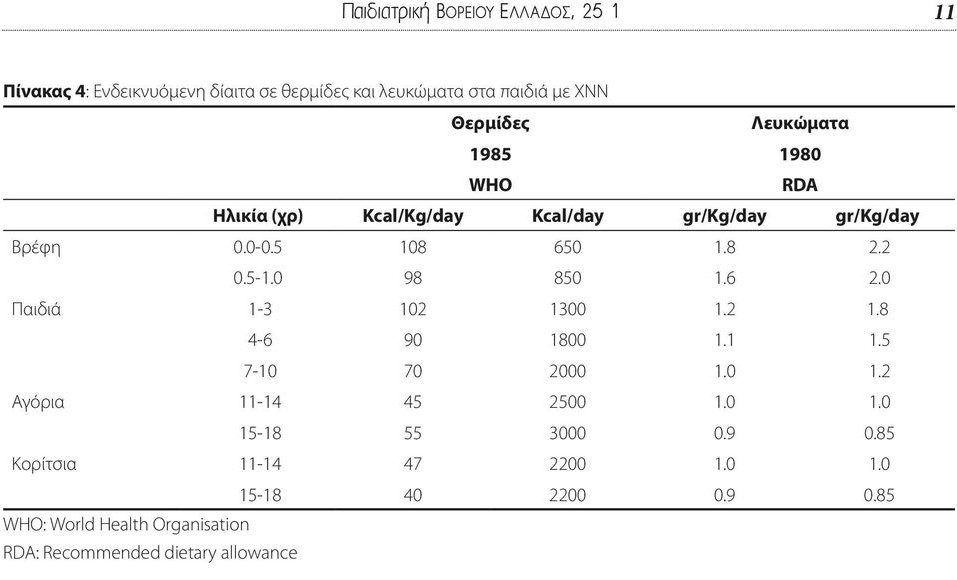 Παιδιατρική ΒΟΡΕΙΟΥ ΕΛΛΑΔΟΣ, 25 1 11
Πίνακας 4: Ενδεικνυόμενη δίαιτα σε θερμίδες και λευκώματα στα παιδιά με ΧΝΝ
Θερμίδες Λευκώματα
1985 1980
WHO RDA
Ηλικία (χρ) Kcal/Kg/day Kcal/day gr/Kg/day gr/Kg/day
Βρέφη 0.0-0.5 108 650 1.8 2.2
0.5-1.0 98 850 1.6 2.0
Παιδιά 1-3 102 1300 1.2 1.8
4-6 90 1800 1.1 1.5
7-10 70 2000 1.0 1.2
Αγόρια 11-14 45 2500 1.0 1.0
15-18 55 3000 0.9 0.85
Κορίτσια 11-14 47 2200 1.0 1.0
15-18 40 2200 0.9 0.85
WHO: World Health Organisation
RDA: Recommended dietary allowance